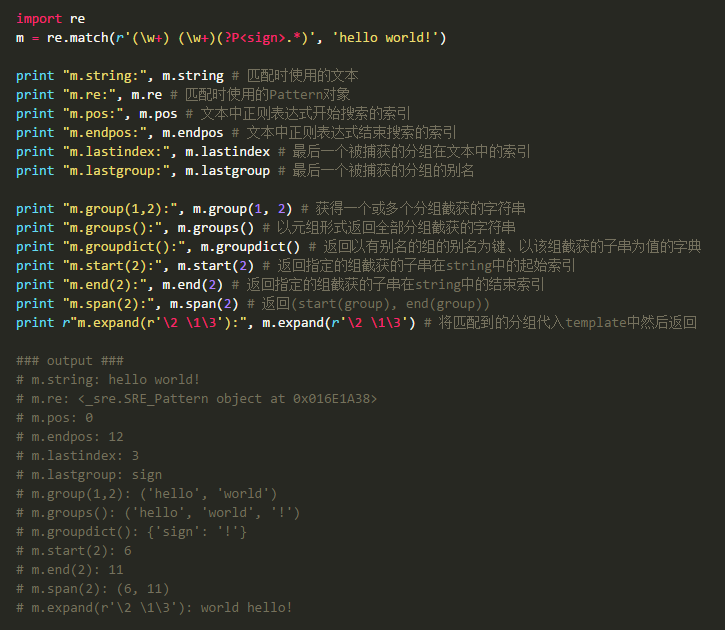 import re
m = re.match(r'(\w+) (\w+)(?P<sign>.*)', 'hello world!')
print "m.string:", m.string # 匹配时使用的文本
print "m.re:", m.re # 匹配时使用的Pattern对象
print "m.pos:", m.pos # 文本中正则表达式开始搜索的索引
print "m.endpos:", m.endpos # 文本中正则表达式结束搜索的索引
print "m.lastindex:", m.lastindex # 最后一个被捕获的分组在文本中的索引
print "m.lastgroup:", m.lastgroup # 最后一个被捕获的分组的别名
print "m.group(1,2):", m.group(1, 2) # 获得一个或多个分组截获的字符串
print "m.groups():", m.groups() # 以元组形式返回全部分组截获的字符串
print "m.groupdict():", m.groupdict() # 返回以有别名的组的别名为键、以该组截获的子串为值的字典
print "m.start(2):", m.start(2) # 返回指定的组截获的子串在string中的起始索引
print "m.end(2):", m.end(2) # 返回指定的组截获的子串在string中的结束索引
print "m.span(2):", m.span(2) # 返回(start(group), end(group))
print r"m.expand(r'\2 \1\3'):", m.expand(r'\2 \1\3') # 将匹配到的分组代入template中然后返回
### output ###
# m.string: hello world!
# m.re: <_sre.SRE_Pattern object at 0x016E1A38>
# m.pos: 0
# m.endpos: 12
# m.lastindex: 3
# m.lastgroup: sign
# m.group(1,2): ('hello', 'world')
# m.groups(): ('hello', 'world', '!')
# m.groupdict(): {'sign': '!'}
# m.start(2): 6
# m.end(2): 11
# m.span(2): (6, 11)
# m.expand(r'\2 \1\3'): world hello!